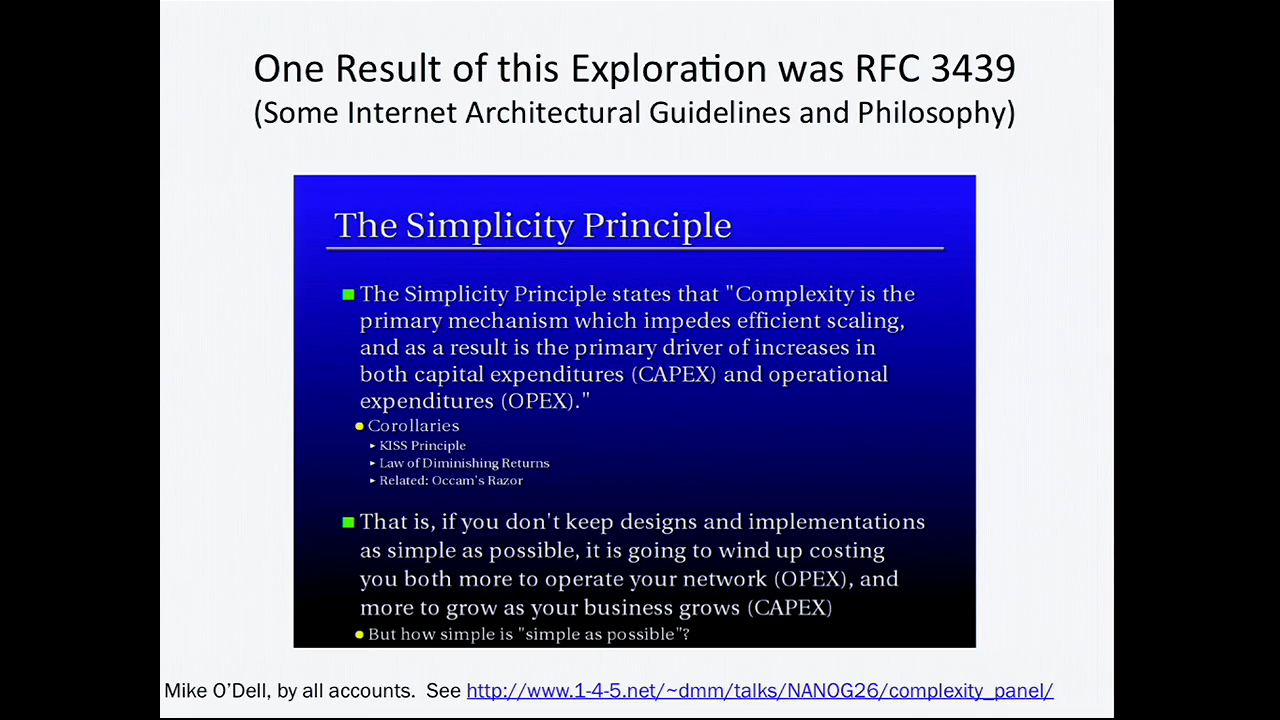 One Result of this Exploration was RFC 3439
(Some Internet Architectural Guidelines and Philosophy)
The Simplicity Principle
The Simplicity Principle states that "Complexity is the
primary mechanism which impedes efficient scaling,
and as a result is the primary driver of increases in
both capital expenditures (CAPEX) and operational
expenditures (OPEX)."
Corollaries
KISS Principle
Law of Diminishing Returns
Related: Occam's Razor
That is, if you don't keep designs and implementations
as simple as possible, it is going to wind up costing
you both more to operate your network (OPEX), and
more to grow as your business grows (CAPEX)
But how simple is "simple as possible"?
Mike O’Dell, by all accounts. See http://www.1-4-5.net/~dmm/talks/NANOG26/complexity_panel/